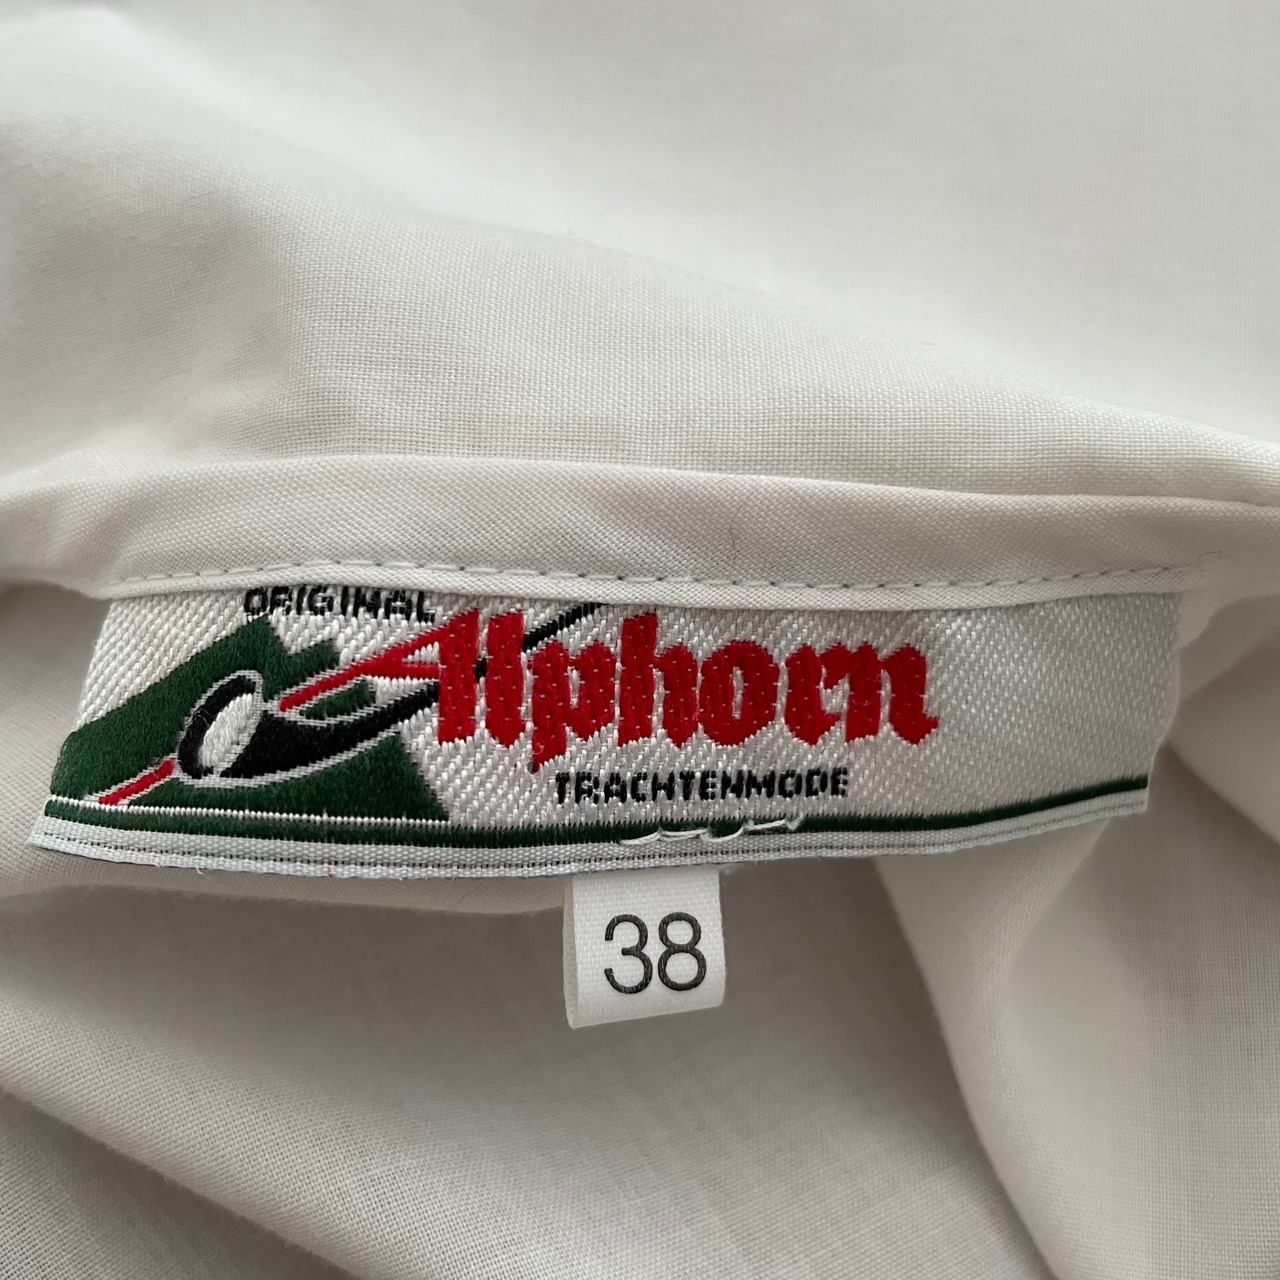 ORIGINAL
Alphorn
TRACHTENMODE
38